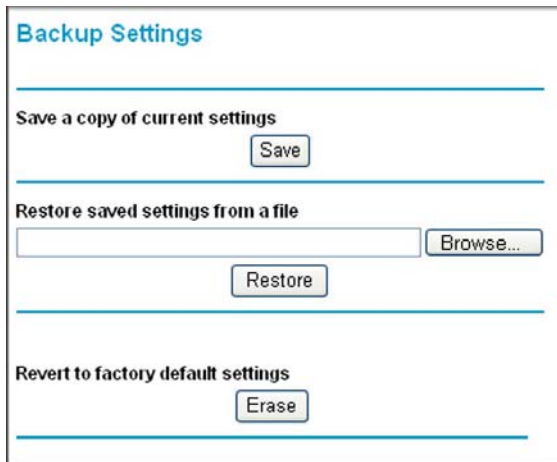 Backup Settings
Save a copy of current settings
Save
Restore saved settings from a file
Browse...
Restore
Revert to factory default settings
Erase